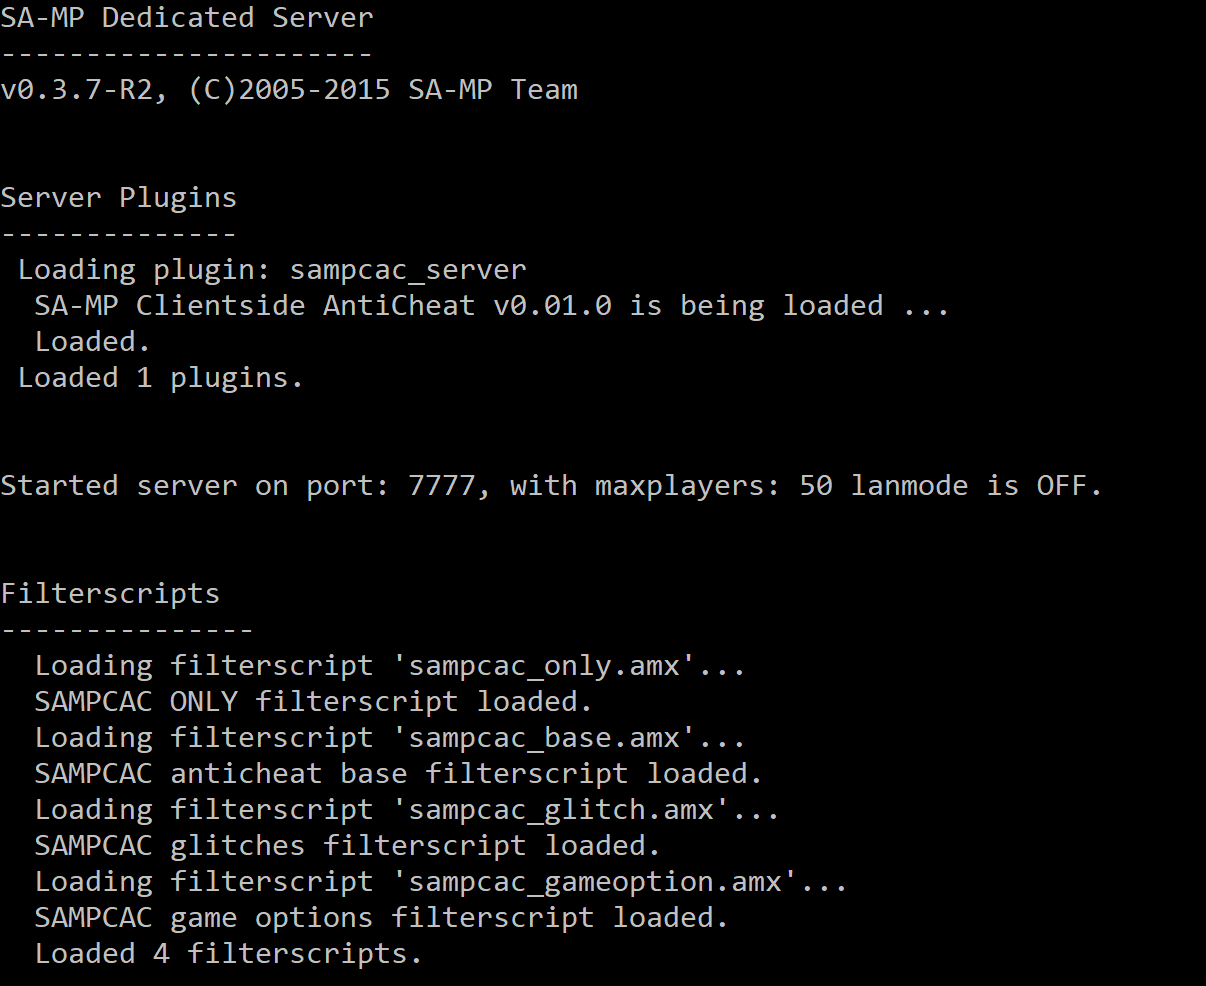 SA-MP Dedicated Server
----------------------
v0.3.7-R2, (C)2005-2015 SA-MP Team
Server Plugins
--------------
Loading plugin: sampcac_server
SA-MP Clientside AntiCheat v0.01.0 is being loaded ...
Loaded.
Loaded 1 plugins.
Started server on port: 7777, with maxplayers: 50 lanmode is OFF.
Filterscripts
---------------
Loading filterscript 'sampcac_only.amx'...
SAMPCAC ONLY filterscript loaded.
Loading filterscript 'sampcac_base.amx'...
SAMPCAC anticheat base filterscript loaded.
Loading filterscript 'sampcac_glitch.amx'...
SAMPCAC glitches filterscript loaded.
Loading filterscript 'sampcac_gameoption.amx'...
SAMPCAC game options filterscript loaded.
Loaded 4 filterscripts.